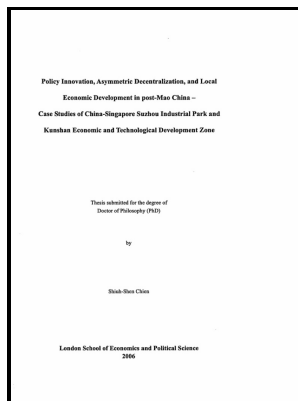 Policy Innovation, Asymmetric Decentralization, and Local
Economic Development in post-Mao China –
Case Studies of China-Singapore Suzhou Industrial Park and
Kunshan Economic and Technological Development Zone
Thesis submitted for the degree of
Doctor of Philosophy (PhD)
by
Shiuh-Shen Chien
London School of Economics and Political Science
2006